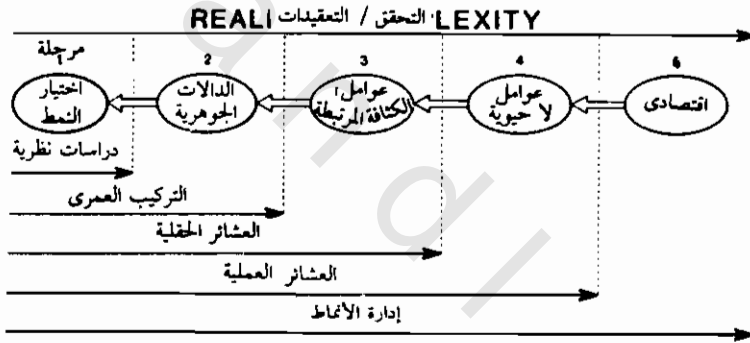 REALI التحقق / التعقيدات LEXITY
مرحلة
1 2 3 4 5
اختيار النمط
الدالات الجوهرية
عوامل الكثافة المرتبطة
عوامل لا حيوية
اقتصادى
دراسات نظرية
التركيب العمرى
العشائر الحقلية
العشائر العملية
إدارة الأنماط